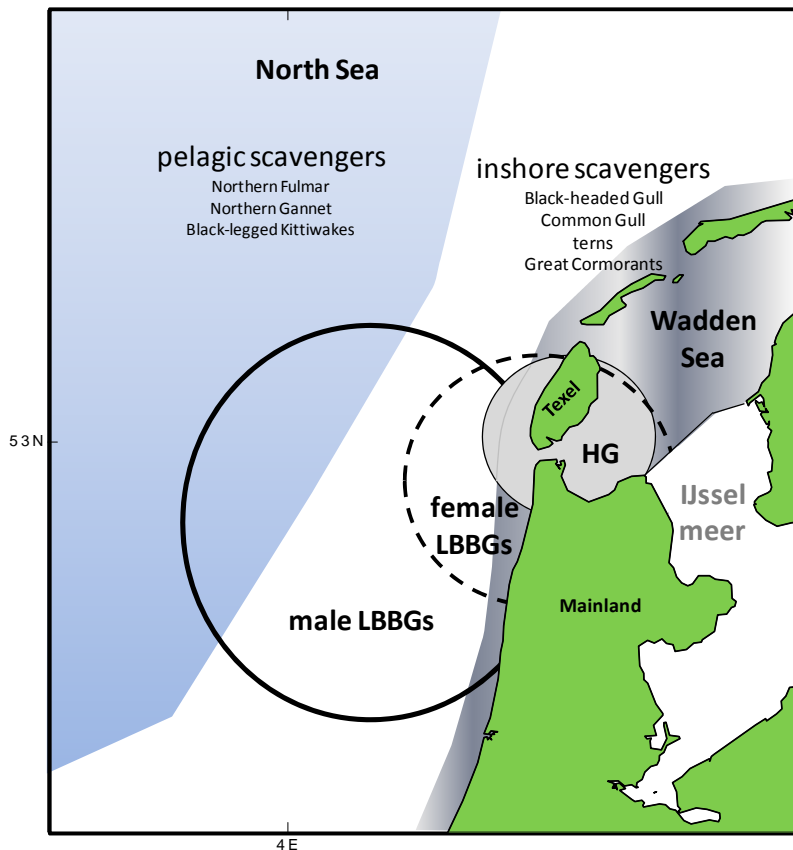 North Sea
pelagic scavengers
Northern Fulmar
Northern Gannet
Black-legged Kittiwakes
inshore scavengers
Black-headed Gull
Common Gull
terns
Great Cormorants
Wadden
Sea
Texel
53N
HG
IJssel
meer
female
LBBGs
Mainland
male LBBGs
4E